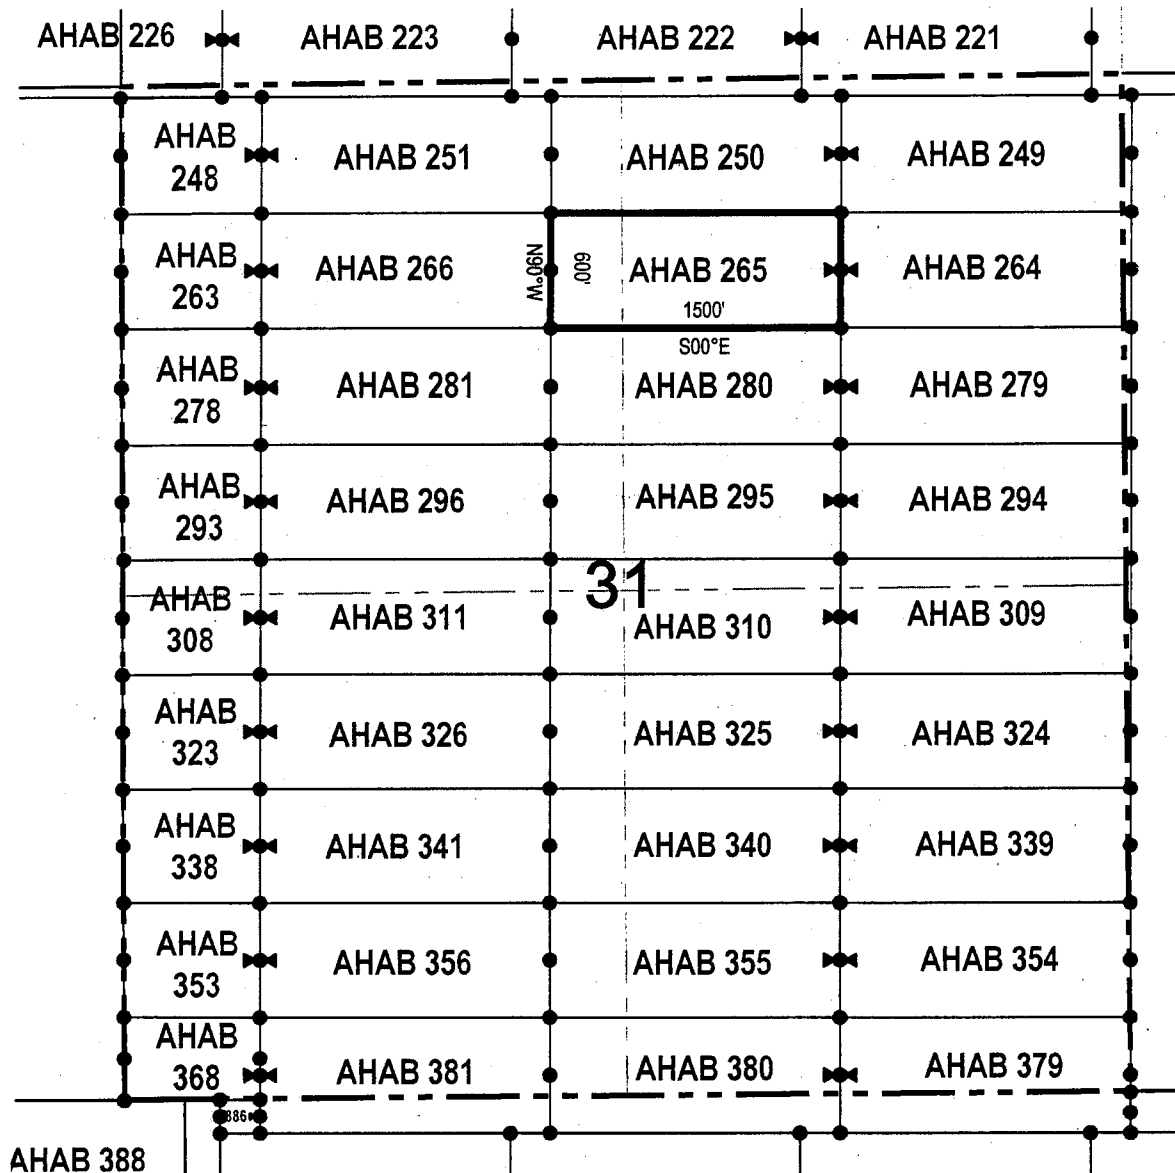 AHAB 226
AHAB 223
AHAB 222
AHAB 221
AHAB
248
AHAB 251
AHAB 250
AHAB 249
AHAB
263
AHAB 266
N90°W
600'
AHAB 265
1500'
S00°E
AHAB 264
AHAB
278
AHAB 281
AHAB 280
AHAB 279
AHAB
293
AHAB 296
AHAB 295
AHAB 294
31
AHAB
308
AHAB 311
AHAB 310
AHAB 309
AHAB
323
AHAB 326
AHAB 325
AHAB 324
AHAB
338
AHAB 341
AHAB 340
AHAB 339
AHAB
353
AHAB 356
AHAB 355
AHAB 354
AHAB
368
AHAB 381
AHAB 380
AHAB 379
386
AHAB 388